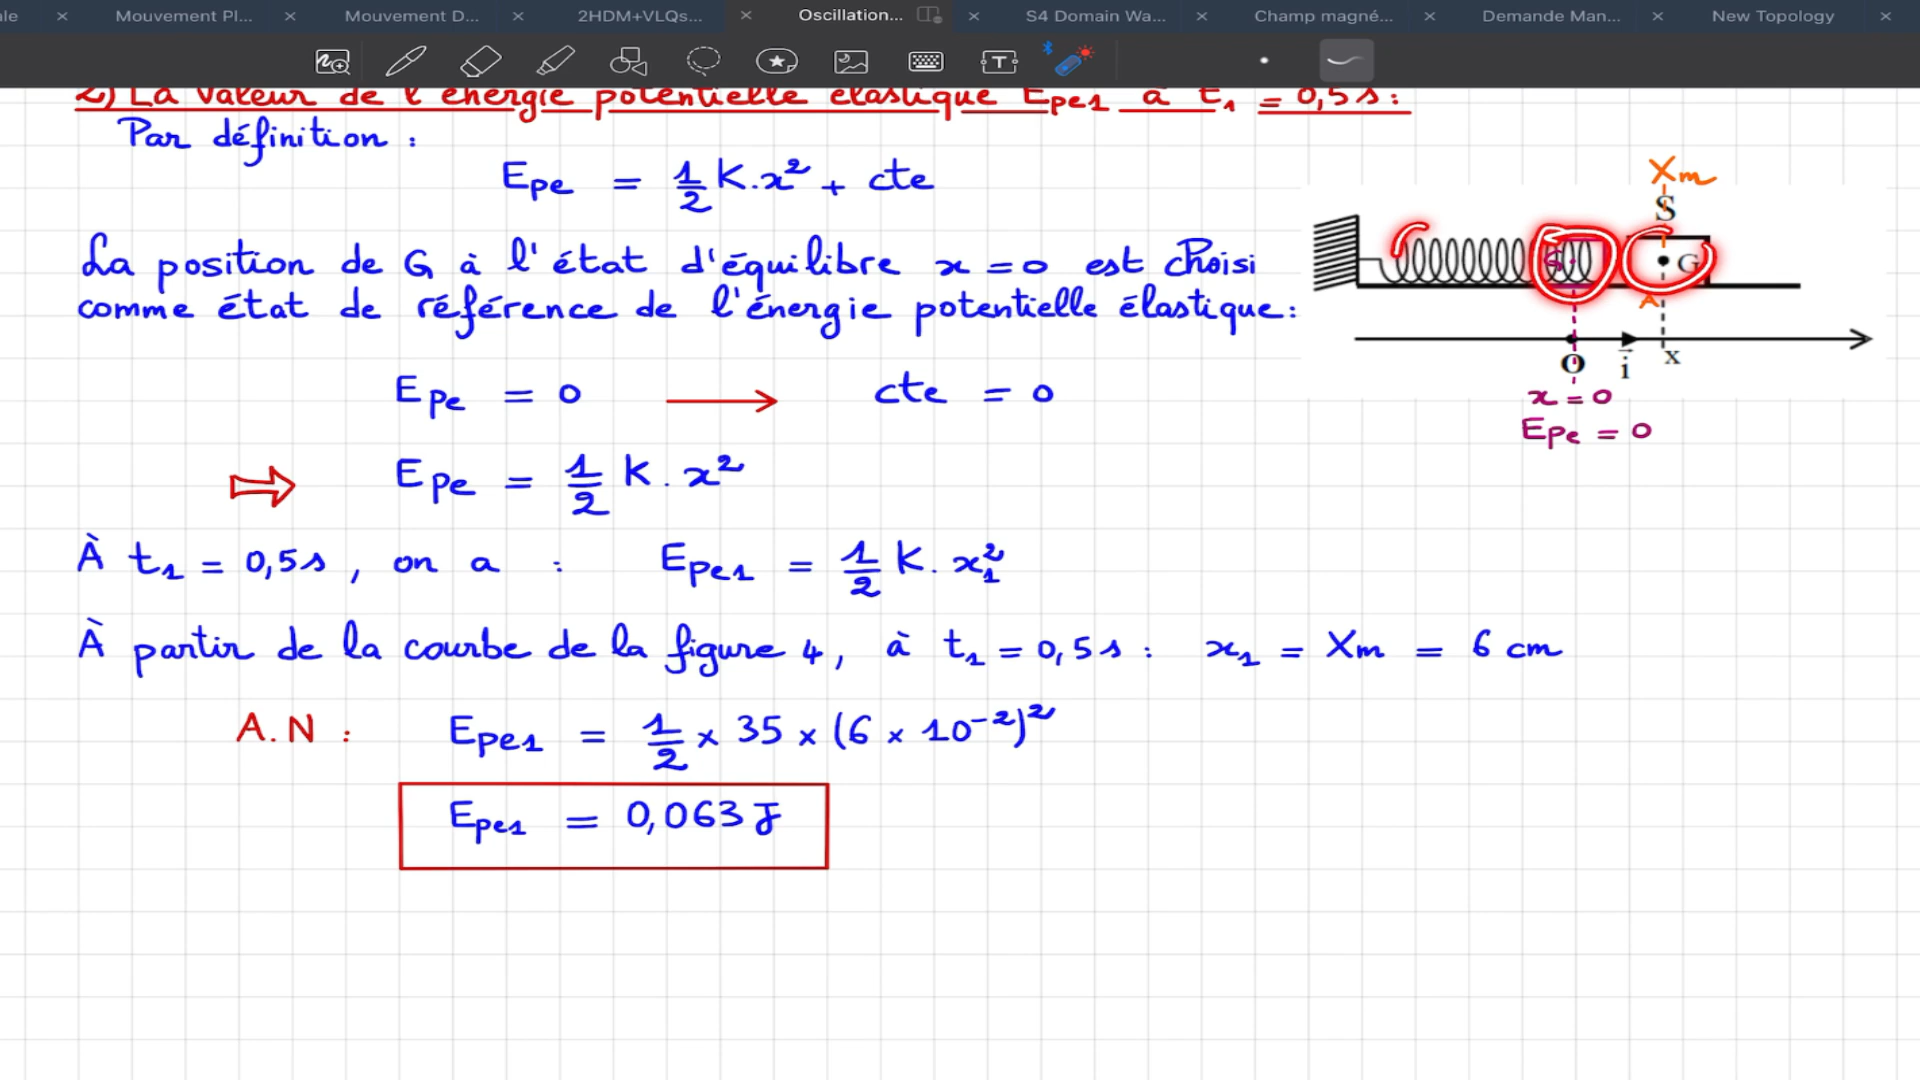 ale
Mouvement Pl...
Mouvement D...
2HDM+VLQs...
Oscillation...
S4 Domain Wa...
Champ magné...
Demande Man...
New Topology
2) La valeur de l'énergie potentielle élastique Epe1 à t1 = 0,5 s :
Par définition :
Epe = 1/2 K.x² + cte
La position de G à l'état d'équilibre x = 0 est choisi
comme état de référence de l'énergie potentielle élastique :
Epe = 0 → cte = 0
⇒ Epe = 1/2 K . x²
À t1 = 0,5 s , on a : Epe1 = 1/2 K . x1²
À partir de la courbe de la figure 4, à t1 = 0,5 s : x1 = Xm = 6 cm
A.N : Epe1 = 1/2 × 35 × (6 × 10⁻²)²
Epe1 = 0,063 J
Xm
S
G
A
O
i
x
x = 0
Epe = 0